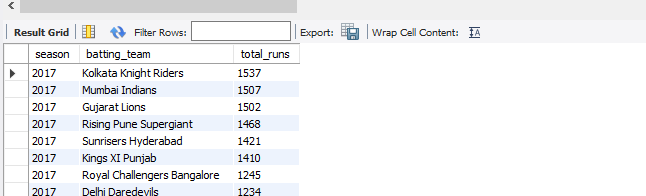 Result Grid Filter Rows: Export: Wrap Cell Content: IA
season batting_team total_runs
2017 Kolkata Knight Riders 1537
2017 Mumbai Indians 1507
2017 Gujarat Lions 1502
2017 Rising Pune Supergiant 1468
2017 Sunrisers Hyderabad 1421
2017 Kings XI Punjab 1410
2017 Royal Challengers Bangalore 1245
2017 Delhi Daredevils 1234